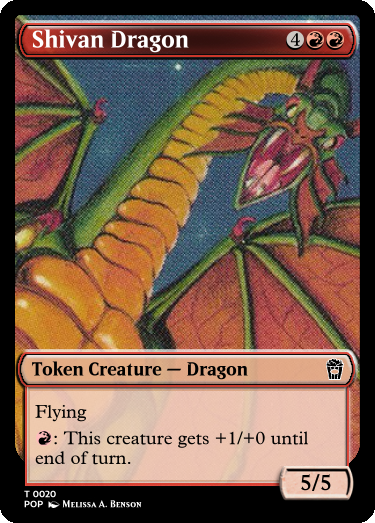 Shivan Dragon 4
Token Creature — Dragon
Flying
: This creature gets +1/+0 until
end of turn.
5/5
T 0020
POP Melissa A. Benson